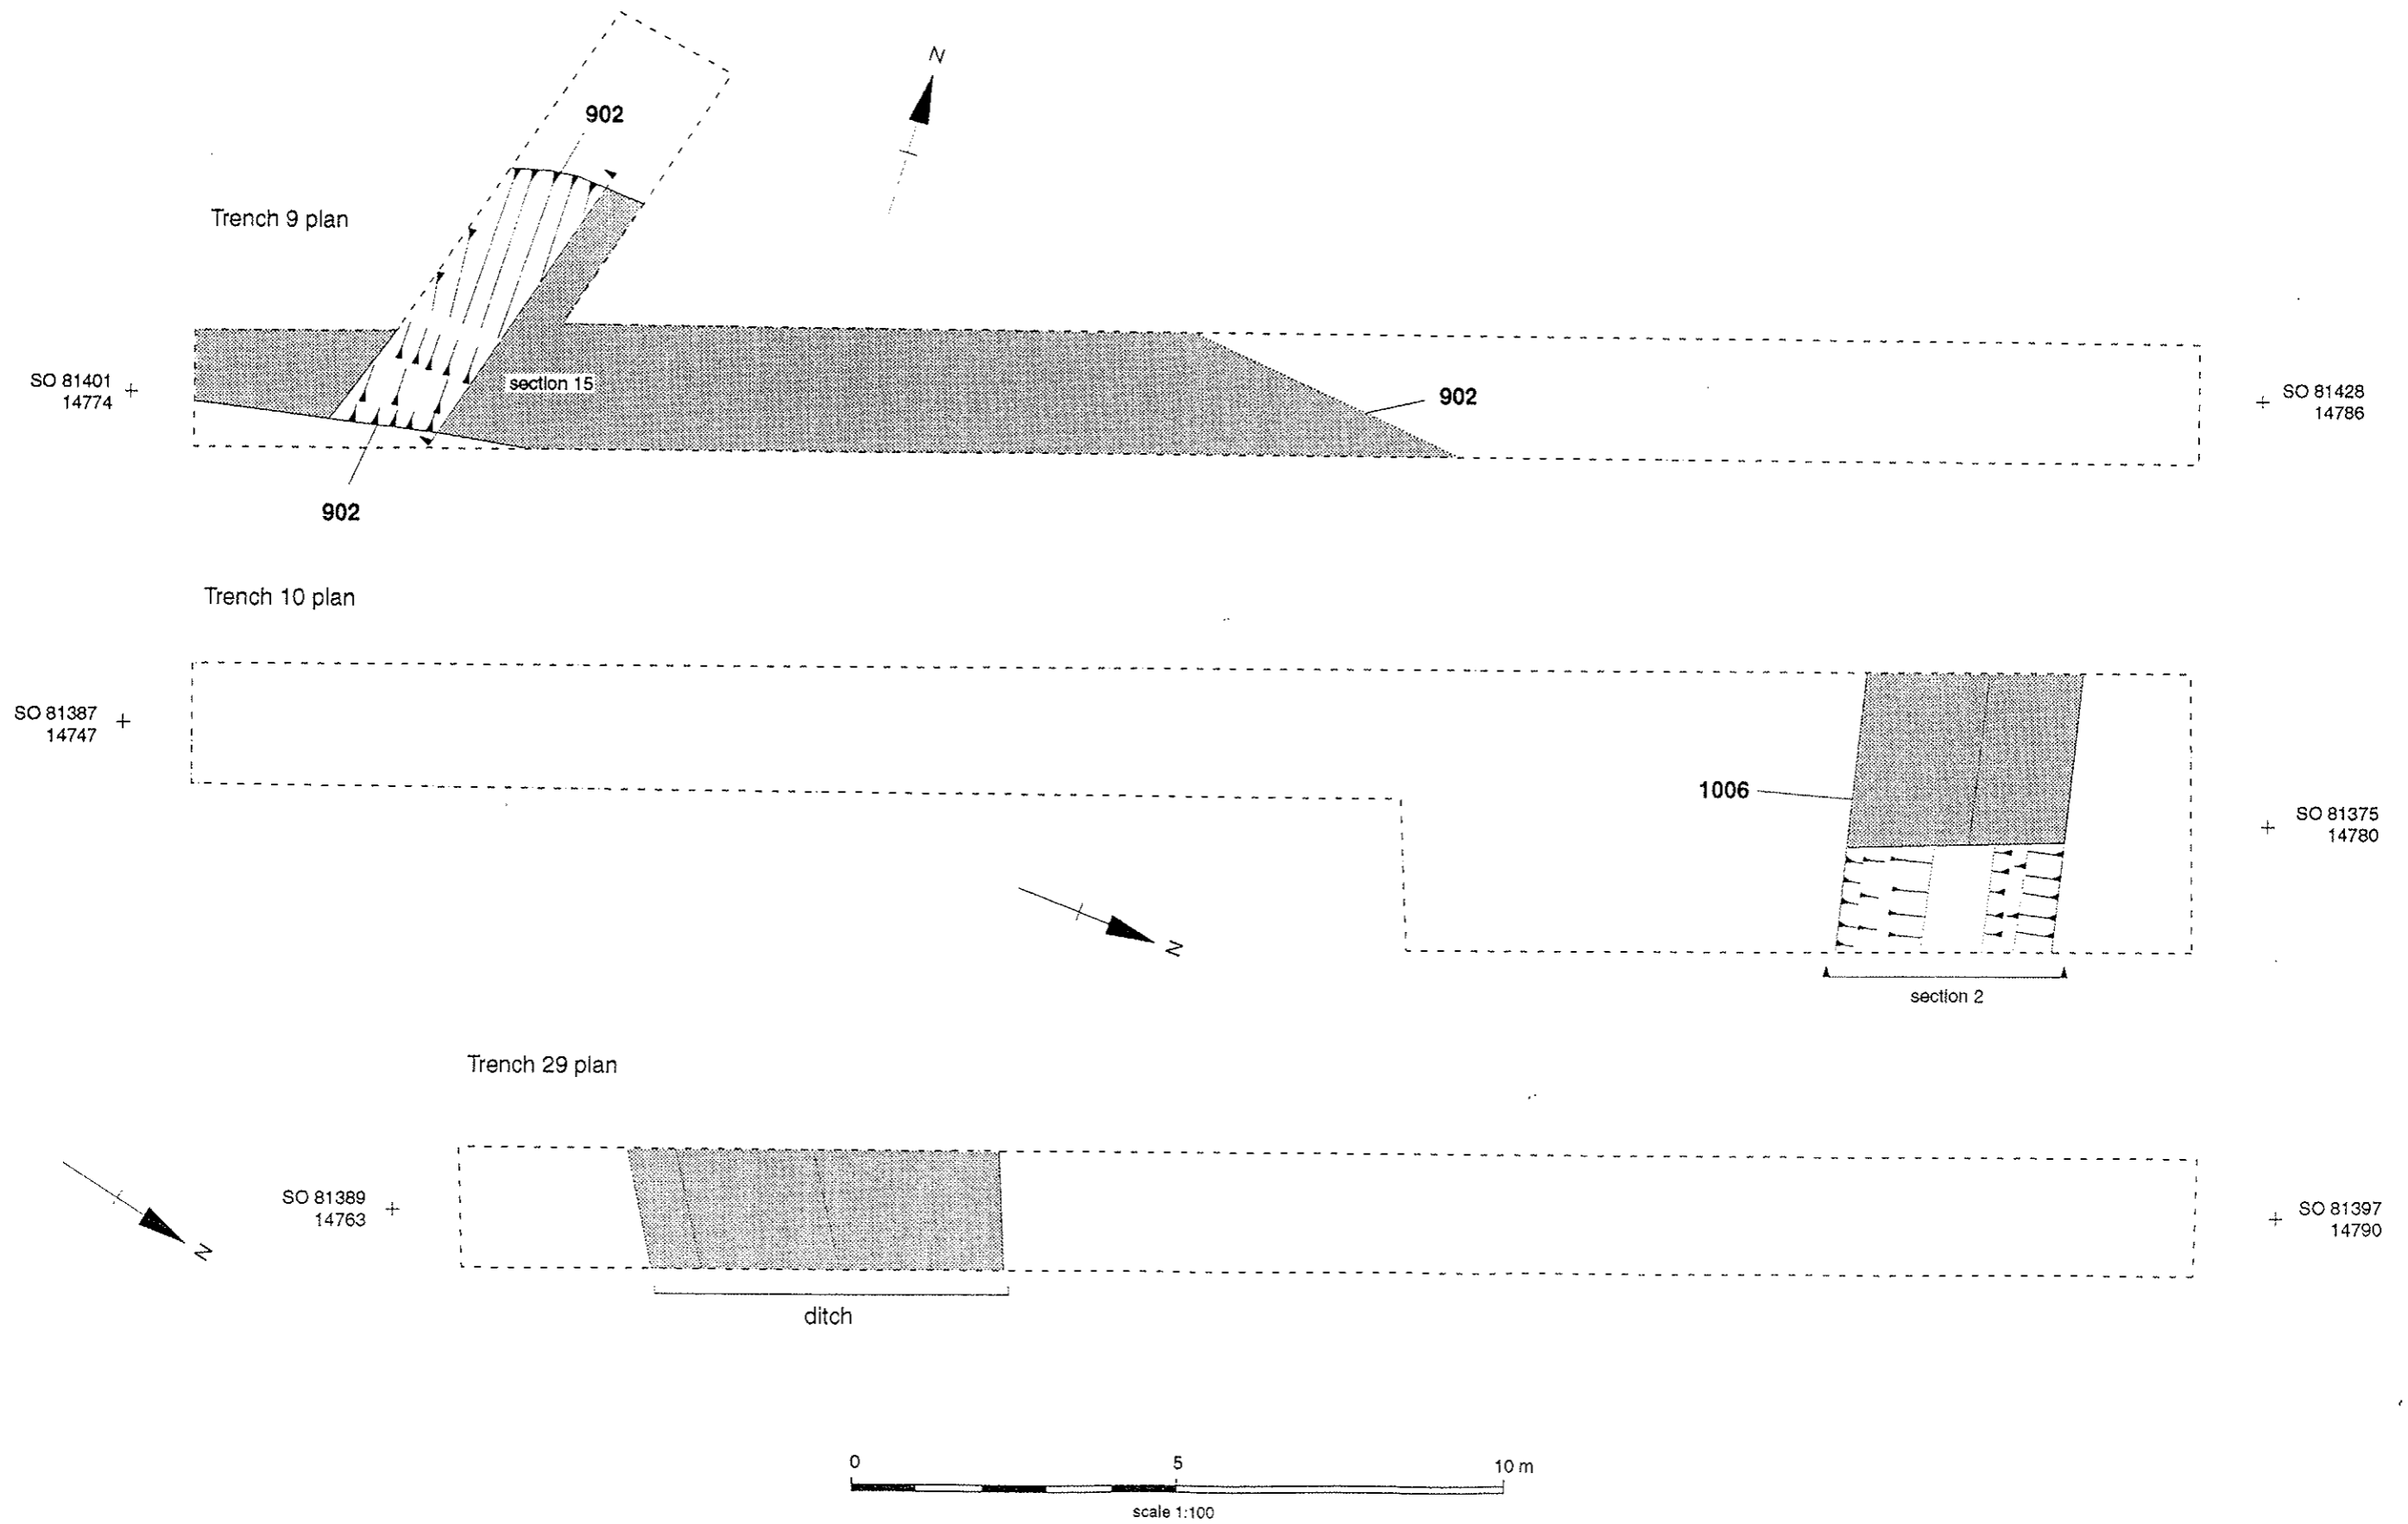 N
902
Trench 9 plan
section 15
SO 81401
14774
902
SO 81428
14786
902
Trench 10 plan
SO 81387
14747
1006
SO 81375
14780
N
section 2
Trench 29 plan
SO 81389
14763
N
SO 81397
14790
ditch
0 5 10 m
scale 1:100